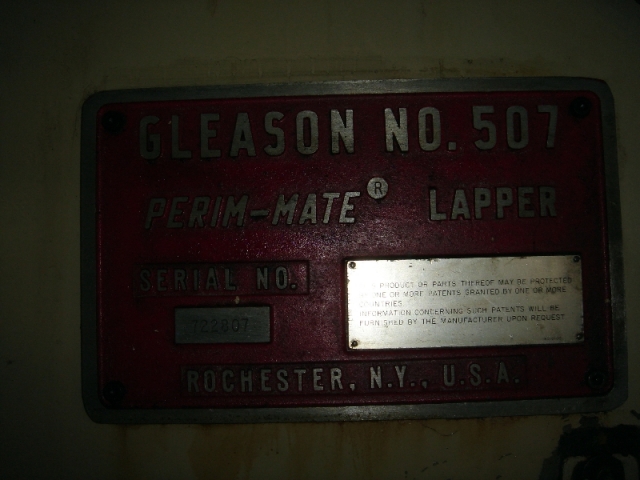 GLEASON NO. 507
PERIM-MATE® LAPPER
SERIAL NO.
722807
PRODUCT OR PARTS THEREOF MAY BE PROTECTED
ONE OR MORE PATENTS GRANTED BY ONE OR MORE
COUNTRIES.
INFORMATION CONCERNING SUCH PATENTS WILL BE
FURNISHED BY THE MANUFACTURER UPON REQUEST
ROCHESTER, N.Y., U.S.A.